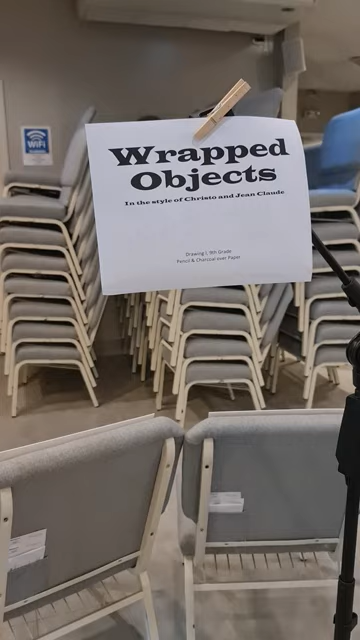 WiFi
Wrapped
Objects
In the style of Christo and Jean Claude
Drawing I, 9th Grade
Pencil & Charcoal over Paper